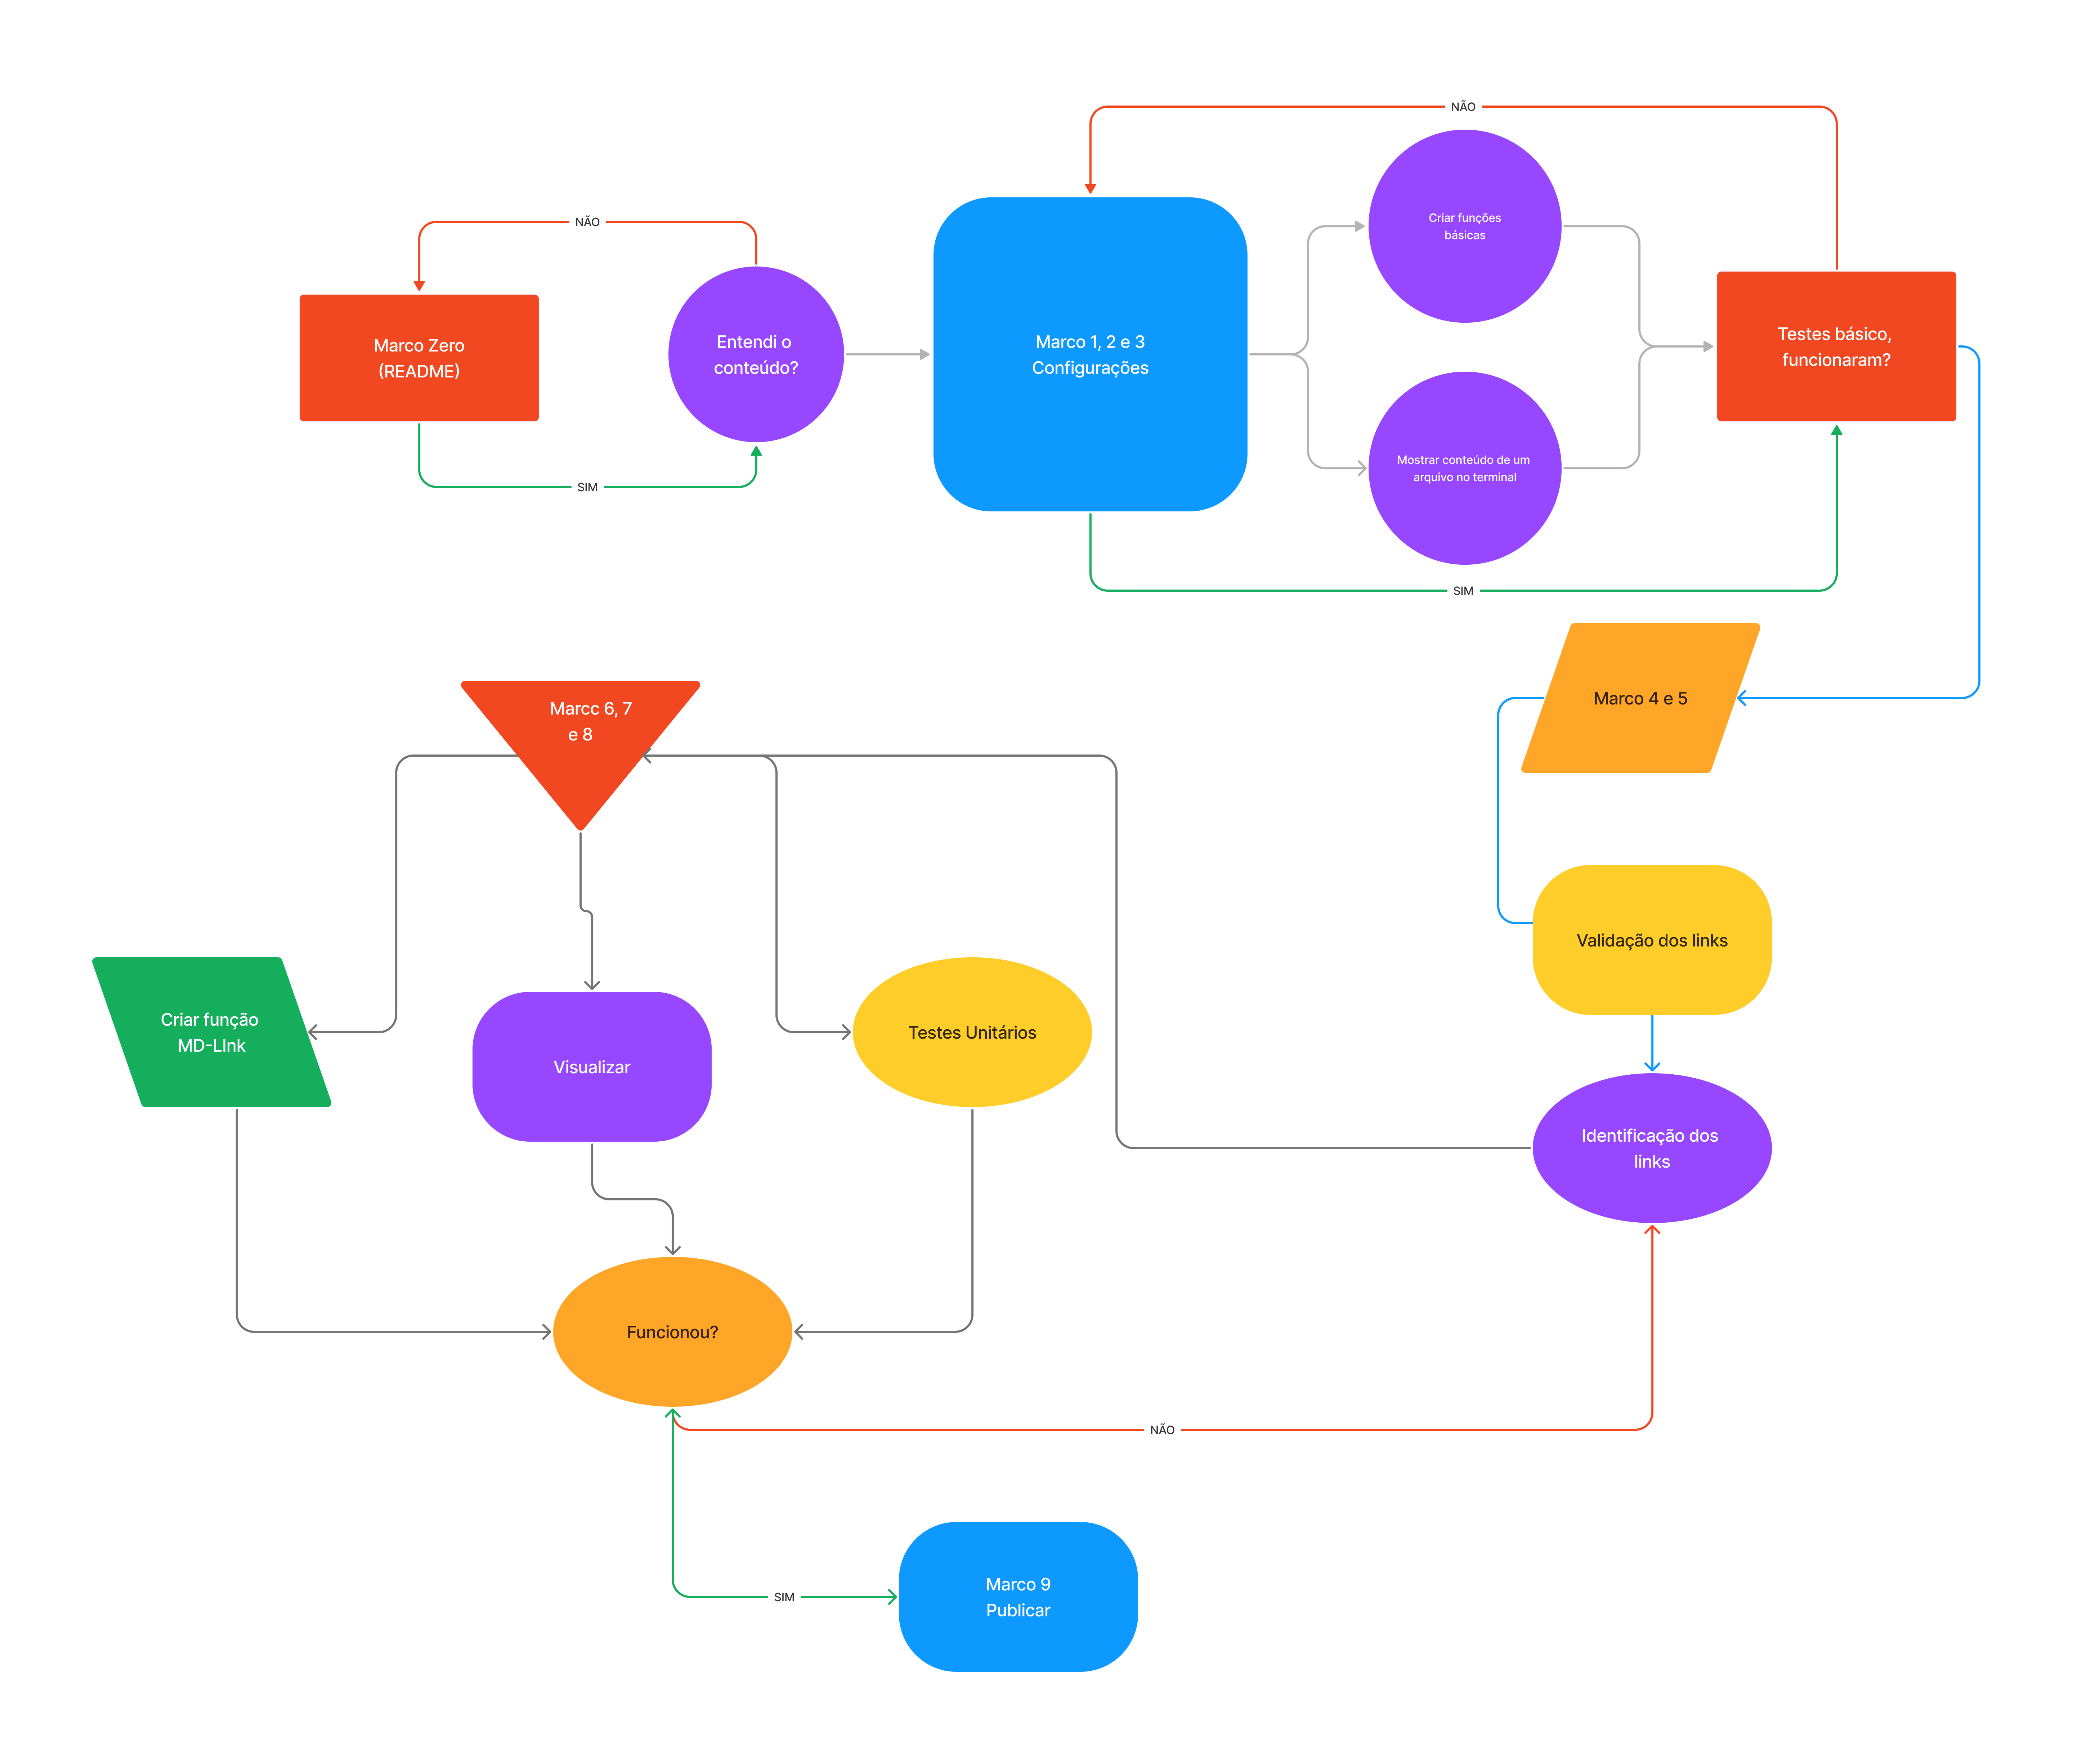 NÃO
Criar funções
básicas
NÃO
Marco Zero
(README)
Entendi o
conteúdo?
Marco 1, 2 e 3
Configurações
Testes básico,
funcionaram?
Mostrar conteúdo de um
arquivo no terminal
SIM
SIM
Marco 4 e 5
Marcc 6, 7
e 8
Validação dos links
Criar função
MD-LInk
Visualizar
Testes Unitários
Identificação dos
links
Funcionou?
NÃO
SIM
Marco 9
Publicar